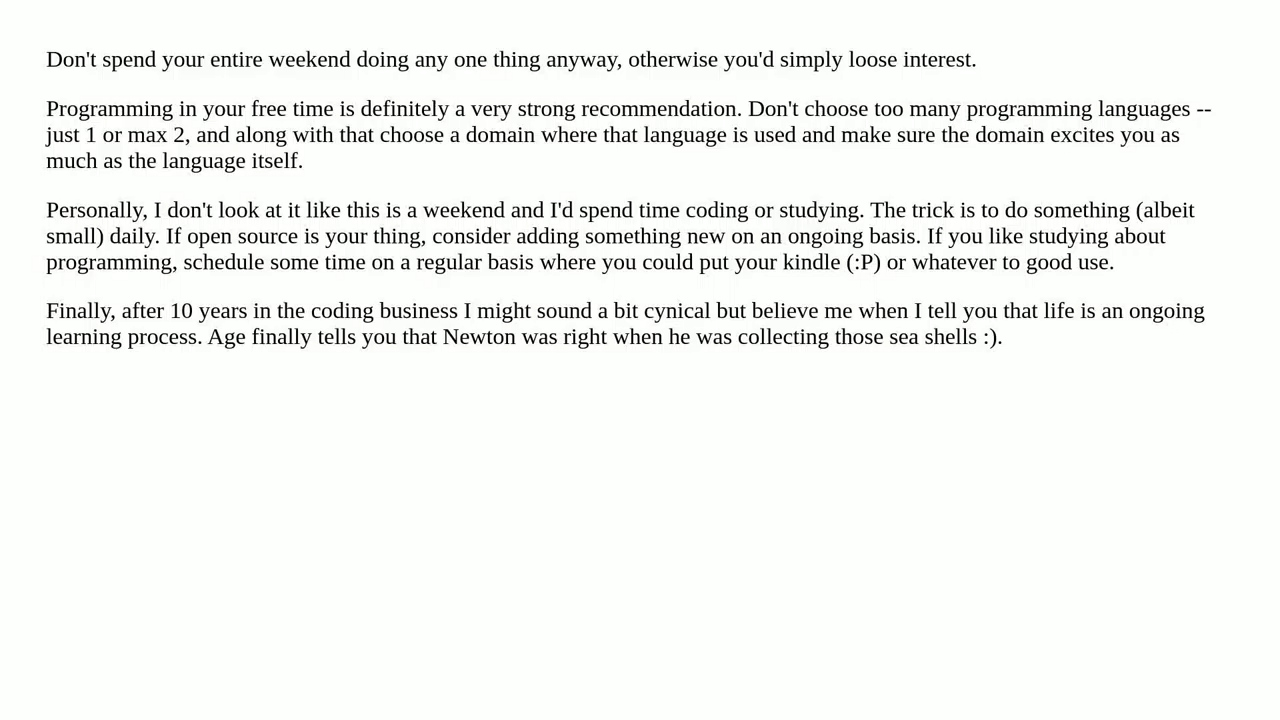 Don't spend your entire weekend doing any one thing anyway, otherwise you'd simply loose interest.
Programming in your free time is definitely a very strong recommendation. Don't choose too many programming languages --
just 1 or max 2, and along with that choose a domain where that language is used and make sure the domain excites you as
much as the language itself.
Personally, I don't look at it like this is a weekend and I'd spend time coding or studying. The trick is to do something (albeit
small) daily. If open source is your thing, consider adding something new on an ongoing basis. If you like studying about
programming, schedule some time on a regular basis where you could put your kindle (:P) or whatever to good use.
Finally, after 10 years in the coding business I might sound a bit cynical but believe me when I tell you that life is an ongoing
learning process. Age finally tells you that Newton was right when he was collecting those sea shells :).